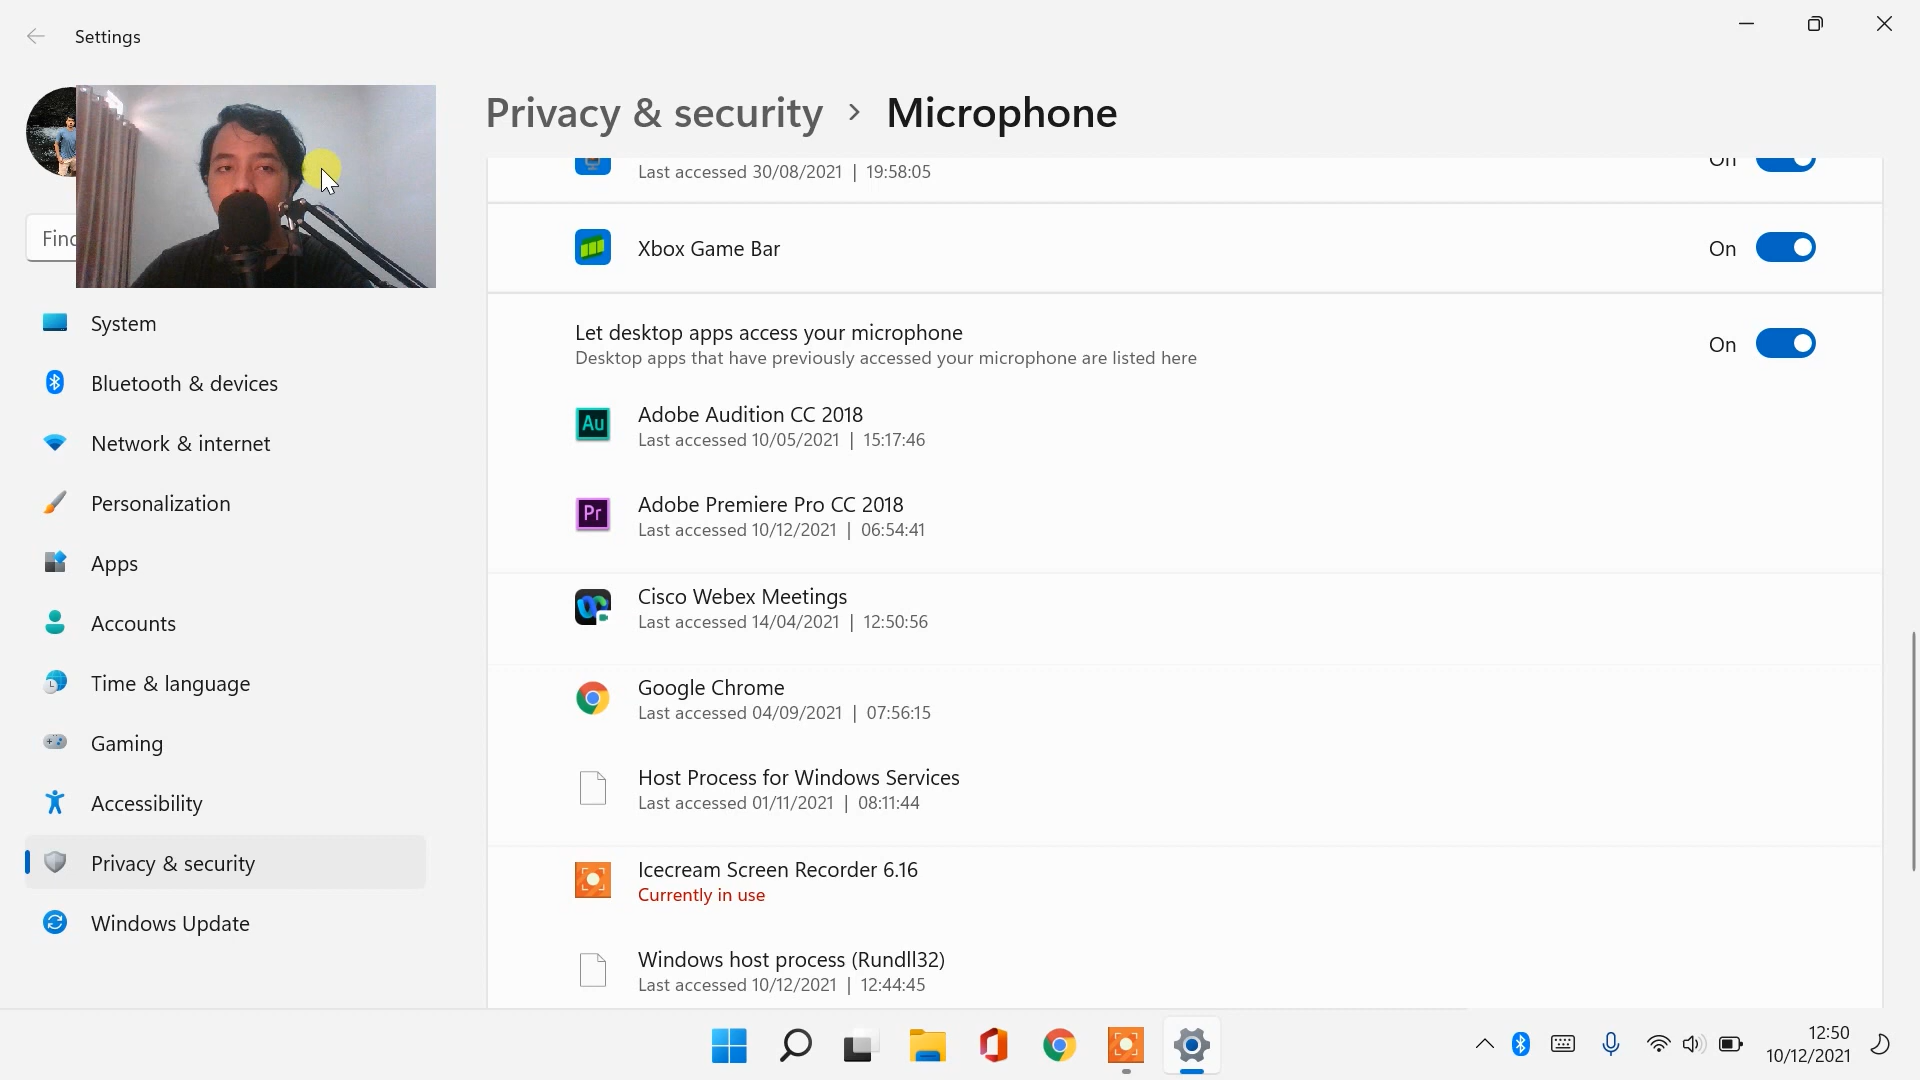 Settings
Privacy & security > Microphone
Last accessed 30/08/2021 | 19:58:05
On
Xbox Game Bar
On
Let desktop apps access your microphone
Desktop apps that have previously accessed your microphone are listed here
On
Au
Adobe Audition CC 2018
Last accessed 10/05/2021 | 15:17:46
Pr
Adobe Premiere Pro CC 2018
Last accessed 10/12/2021 | 06:54:41
Cisco Webex Meetings
Last accessed 14/04/2021 | 12:50:56
Google Chrome
Last accessed 04/09/2021 | 07:56:15
Host Process for Windows Services
Last accessed 01/11/2021 | 08:11:44
Icecream Screen Recorder 6.16
Currently in use
Windows host process (Rundll32)
Last accessed 10/12/2021 | 12:44:45
Find
System
Bluetooth & devices
Network & internet
Personalization
Apps
Accounts
Time & language
Gaming
Accessibility
Privacy & security
Windows Update
12:50
10/12/2021